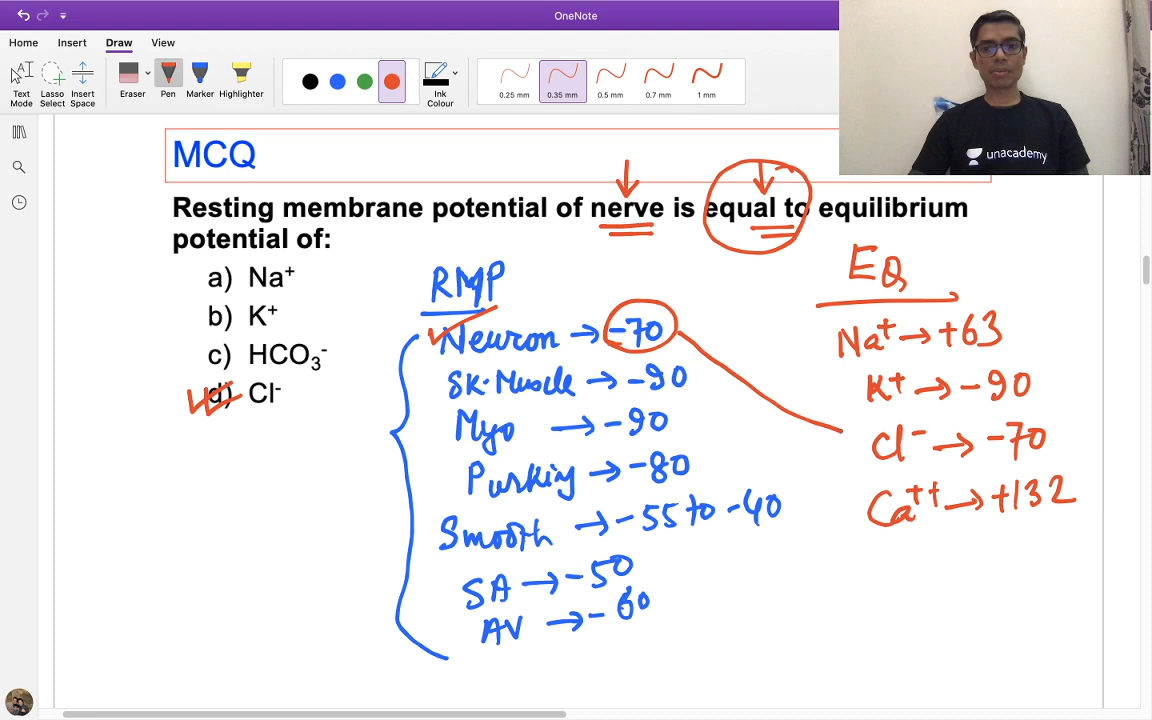 OneNote
Home Insert Draw View
Text Mode
Lasso Select
Insert Space
Eraser
Pen
Marker
Highlighter
Ink Colour
0.25 mm
0.35 mm
0.5 mm
0.7 mm
1 mm
unacademy
MCQ
Resting membrane potential of nerve is equal to equilibrium
potential of:
a) Na⁺
b) K⁺
c) HCO₃⁻
d) Cl⁻
RMP
Neuron → -70
Sk. Muscle → -90
Myo → -90
Purking → -80
Smooth → -55 to -40
SA → -50
AV → -60
EQ
Na⁺ → +63
K⁺ → -90
Cl⁻ → -70
Ca⁺⁺ → +132